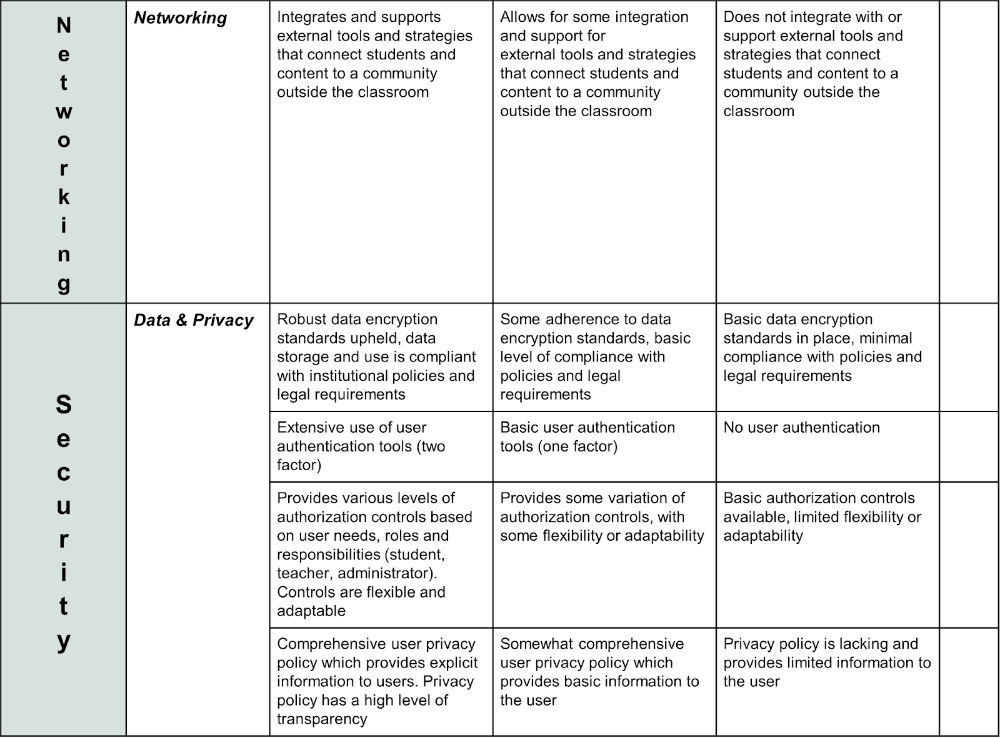 Networking
Networking
Integrates and supports
external tools and strategies
that connect students and
content to a community
outside the classroom
Allows for some integration
and support for
external tools and strategies
that connect students and
content to a community
outside the classroom
Does not integrate with or
support external tools and
strategies that connect
students and content to a
community outside the
classroom
Security
Data & Privacy
Robust data encryption
standards upheld, data
storage and use is compliant
with institutional policies and
legal requirements
Some adherence to data
encryption standards, basic
level of compliance with
policies and legal
requirements
Basic data encryption
standards in place, minimal
compliance with policies and
legal requirements
Extensive use of user
authentication tools (two
factor)
Basic user authentication
tools (one factor)
No user authentication
Provides various levels of
authorization controls based
on user needs, roles and
responsibilities (student,
teacher, administrator).
Controls are flexible and
adaptable
Provides some variation of
authorization controls, with
some flexibility or adaptability
Basic authorization controls
available, limited flexibility or
adaptability
Comprehensive user privacy
policy which provides explicit
information to users. Privacy
policy has a high level of
transparency
Somewhat comprehensive
user privacy policy which
provides basic information to
the user
Privacy policy is lacking and
provides limited information to
the user